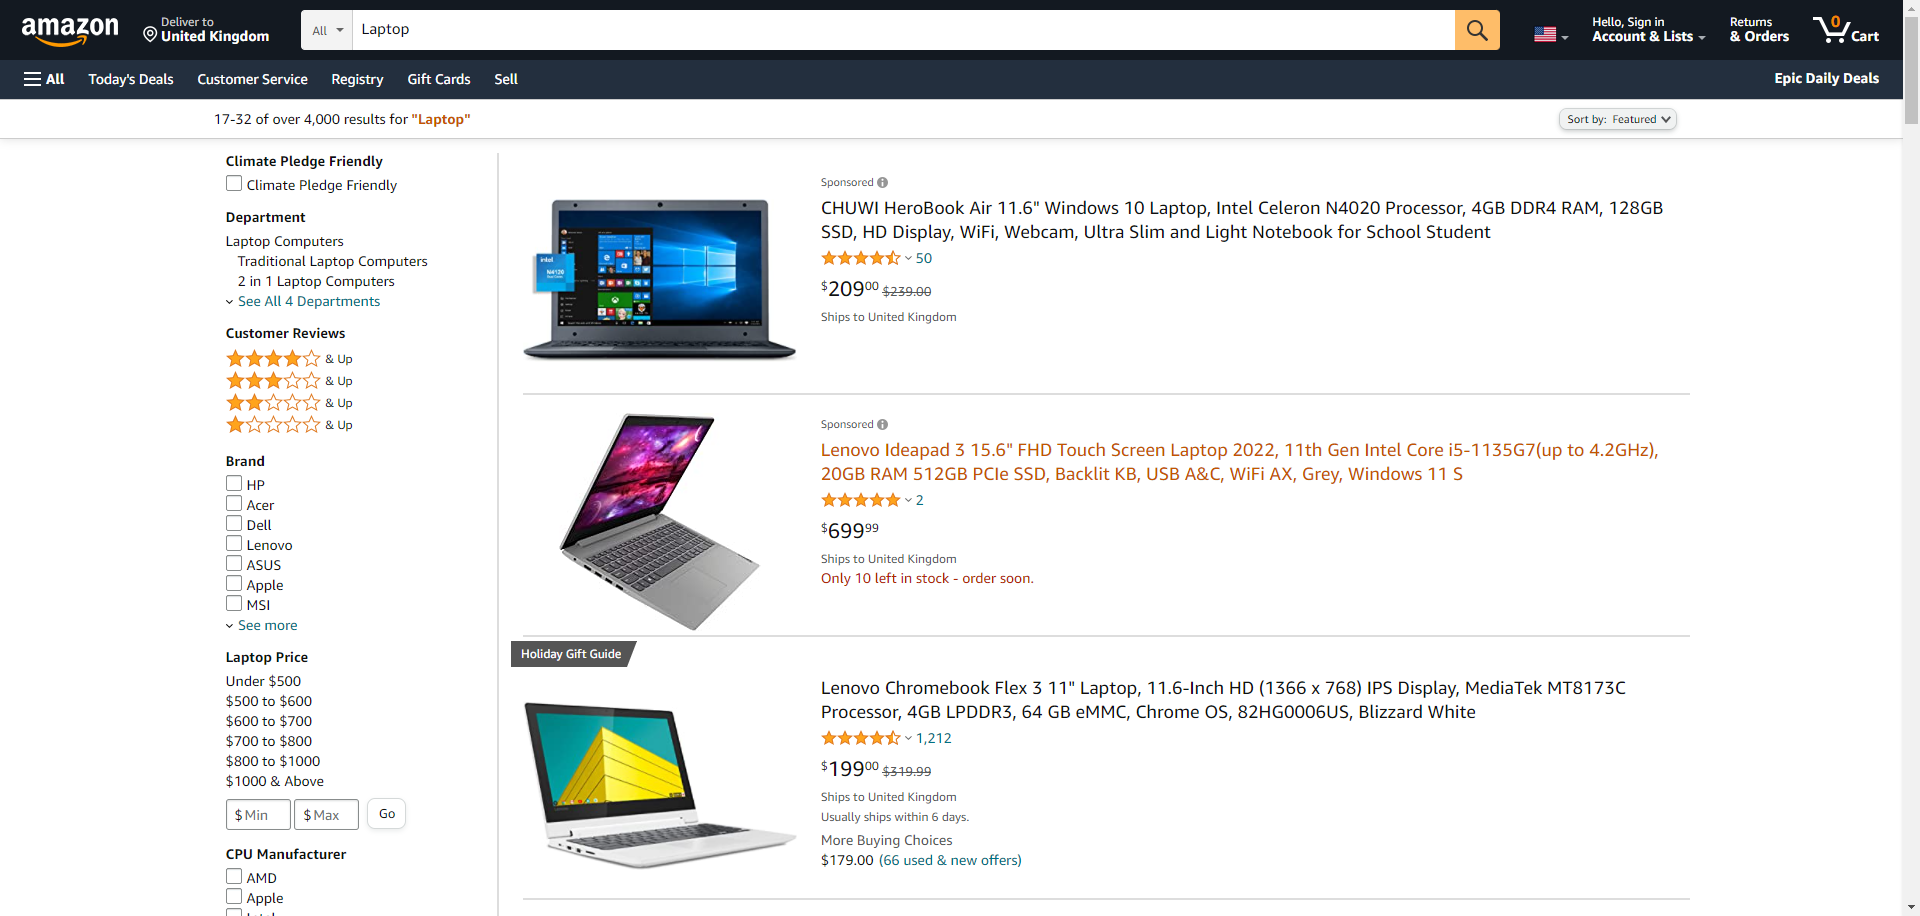 amazon
Deliver to
United Kingdom
All
Laptop
Hello, Sign in
Account & Lists
Returns
& Orders
0
Cart
All
Today's Deals
Customer Service
Registry
Gift Cards
Sell
Epic Daily Deals
17-32 of over 4,000 results for "Laptop"
Sort by: Featured
Climate Pledge Friendly
Climate Pledge Friendly
Department
Laptop Computers
Traditional Laptop Computers
2 in 1 Laptop Computers
See All 4 Departments
Customer Reviews
& Up
& Up
& Up
& Up
Brand
HP
Acer
Dell
Lenovo
ASUS
Apple
MSI
See more
Laptop Price
Under $500
$500 to $600
$600 to $700
$700 to $800
$800 to $1000
$1000 & Above
$ Min
$ Max
Go
CPU Manufacturer
AMD
Apple
Sponsored
CHUWI HeroBook Air 11.6" Windows 10 Laptop, Intel Celeron N4020 Processor, 4GB DDR4 RAM, 128GB
SSD, HD Display, WiFi, Webcam, Ultra Slim and Light Notebook for School Student
50
$209.00 $239.00
Ships to United Kingdom
intel
N4120
Sponsored
Lenovo Ideapad 3 15.6" FHD Touch Screen Laptop 2022, 11th Gen Intel Core i5-1135G7(up to 4.2GHz),
20GB RAM 512GB PCIe SSD, Backlit KB, USB A&C, WiFi AX, Grey, Windows 11 S
2
$699.99
Ships to United Kingdom
Only 10 left in stock - order soon.
Holiday Gift Guide
Lenovo Chromebook Flex 3 11" Laptop, 11.6-Inch HD (1366 x 768) IPS Display, MediaTek MT8173C
Processor, 4GB LPDDR3, 64 GB eMMC, Chrome OS, 82HG0006US, Blizzard White
1,212
$199.00 $319.99
Ships to United Kingdom
Usually ships within 6 days.
More Buying Choices
$179.00 (66 used & new offers)